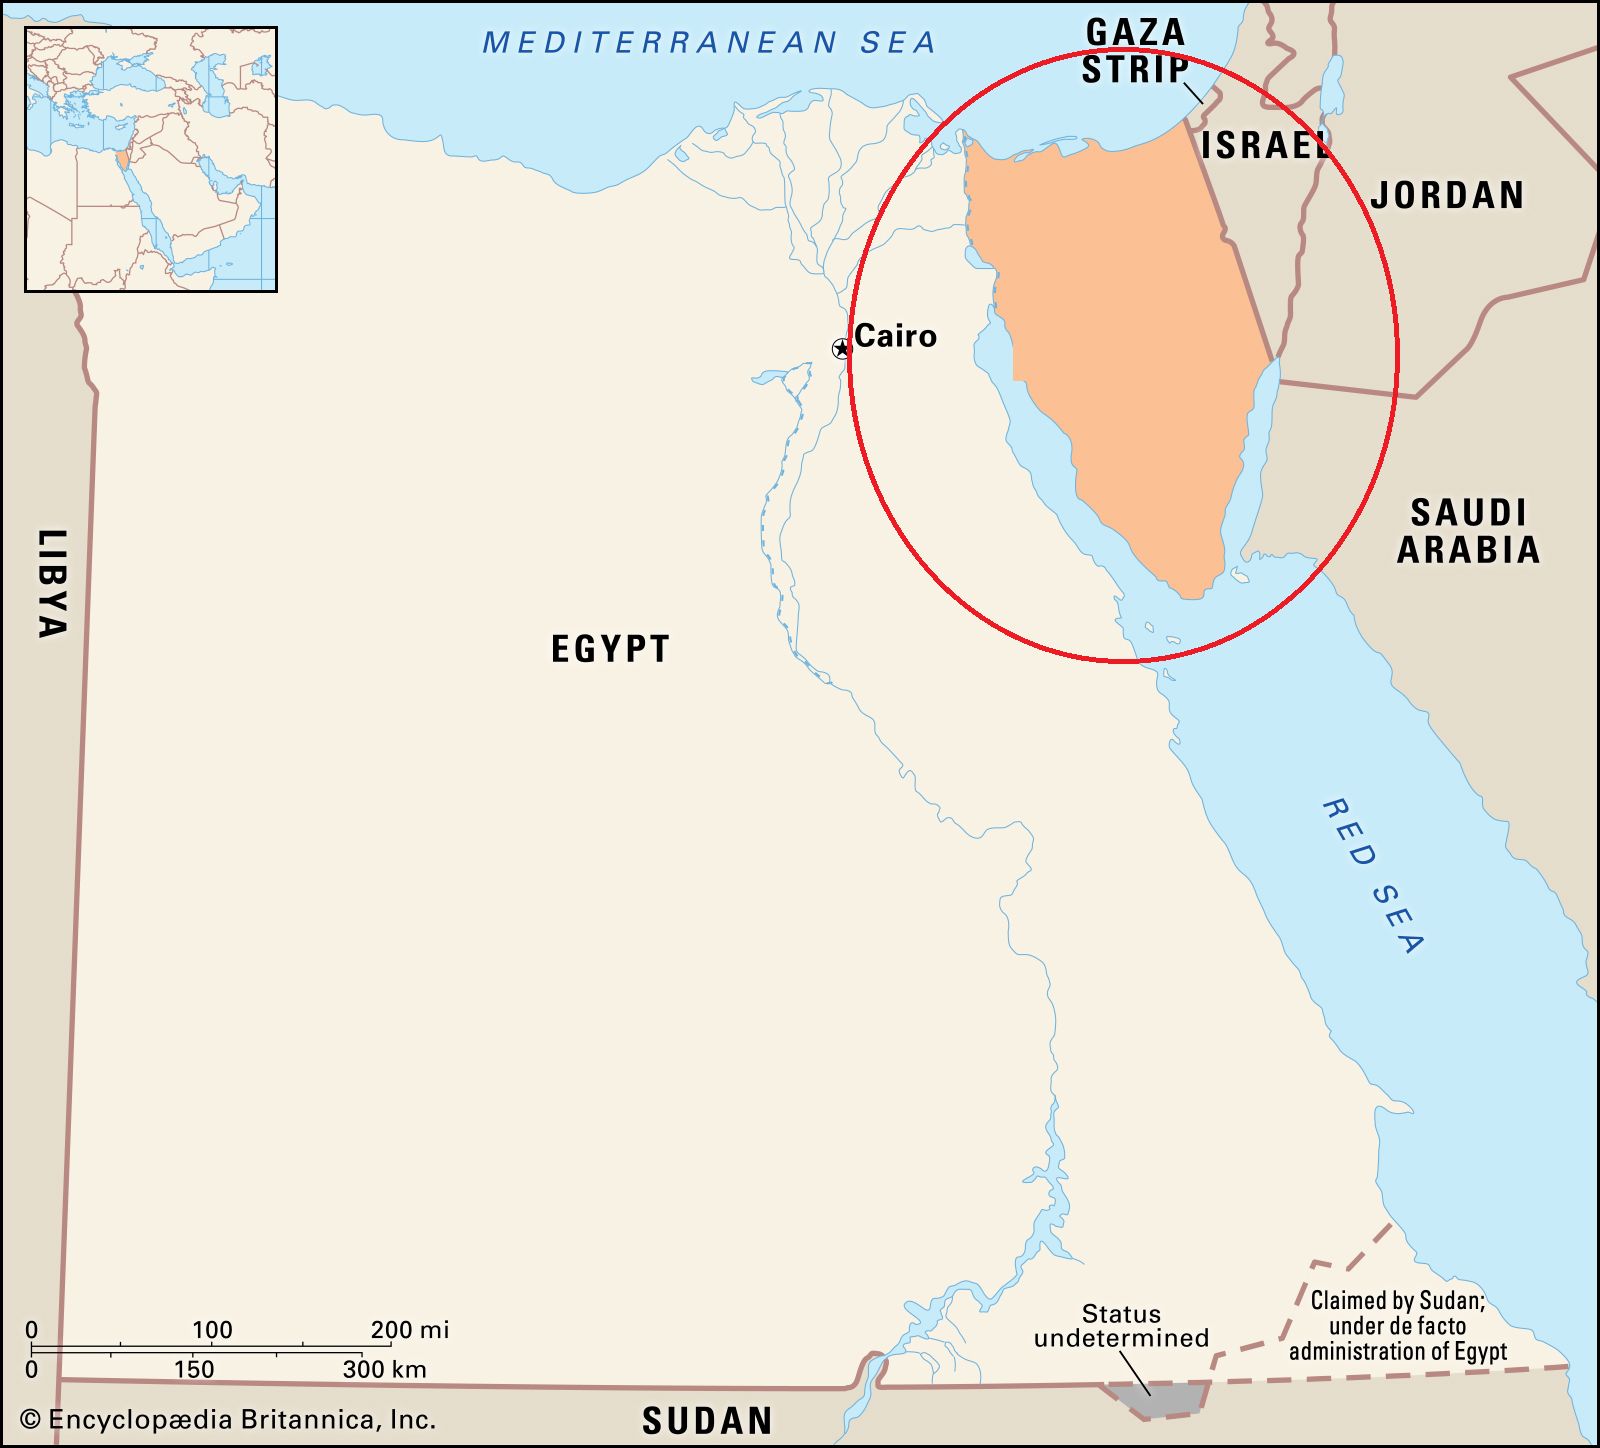 MEDITERRANEAN SEA
GAZA
STRIP
ISRAEL
JORDAN
Cairo
SAUDI
ARABIA
LIBYA
EGYPT
RED SEA
Status
undetermined
Claimed by Sudan;
under de facto
administration of Egypt
0 100 200 mi
0 150 300 km
© Encyclopædia Britannica, Inc.
SUDAN